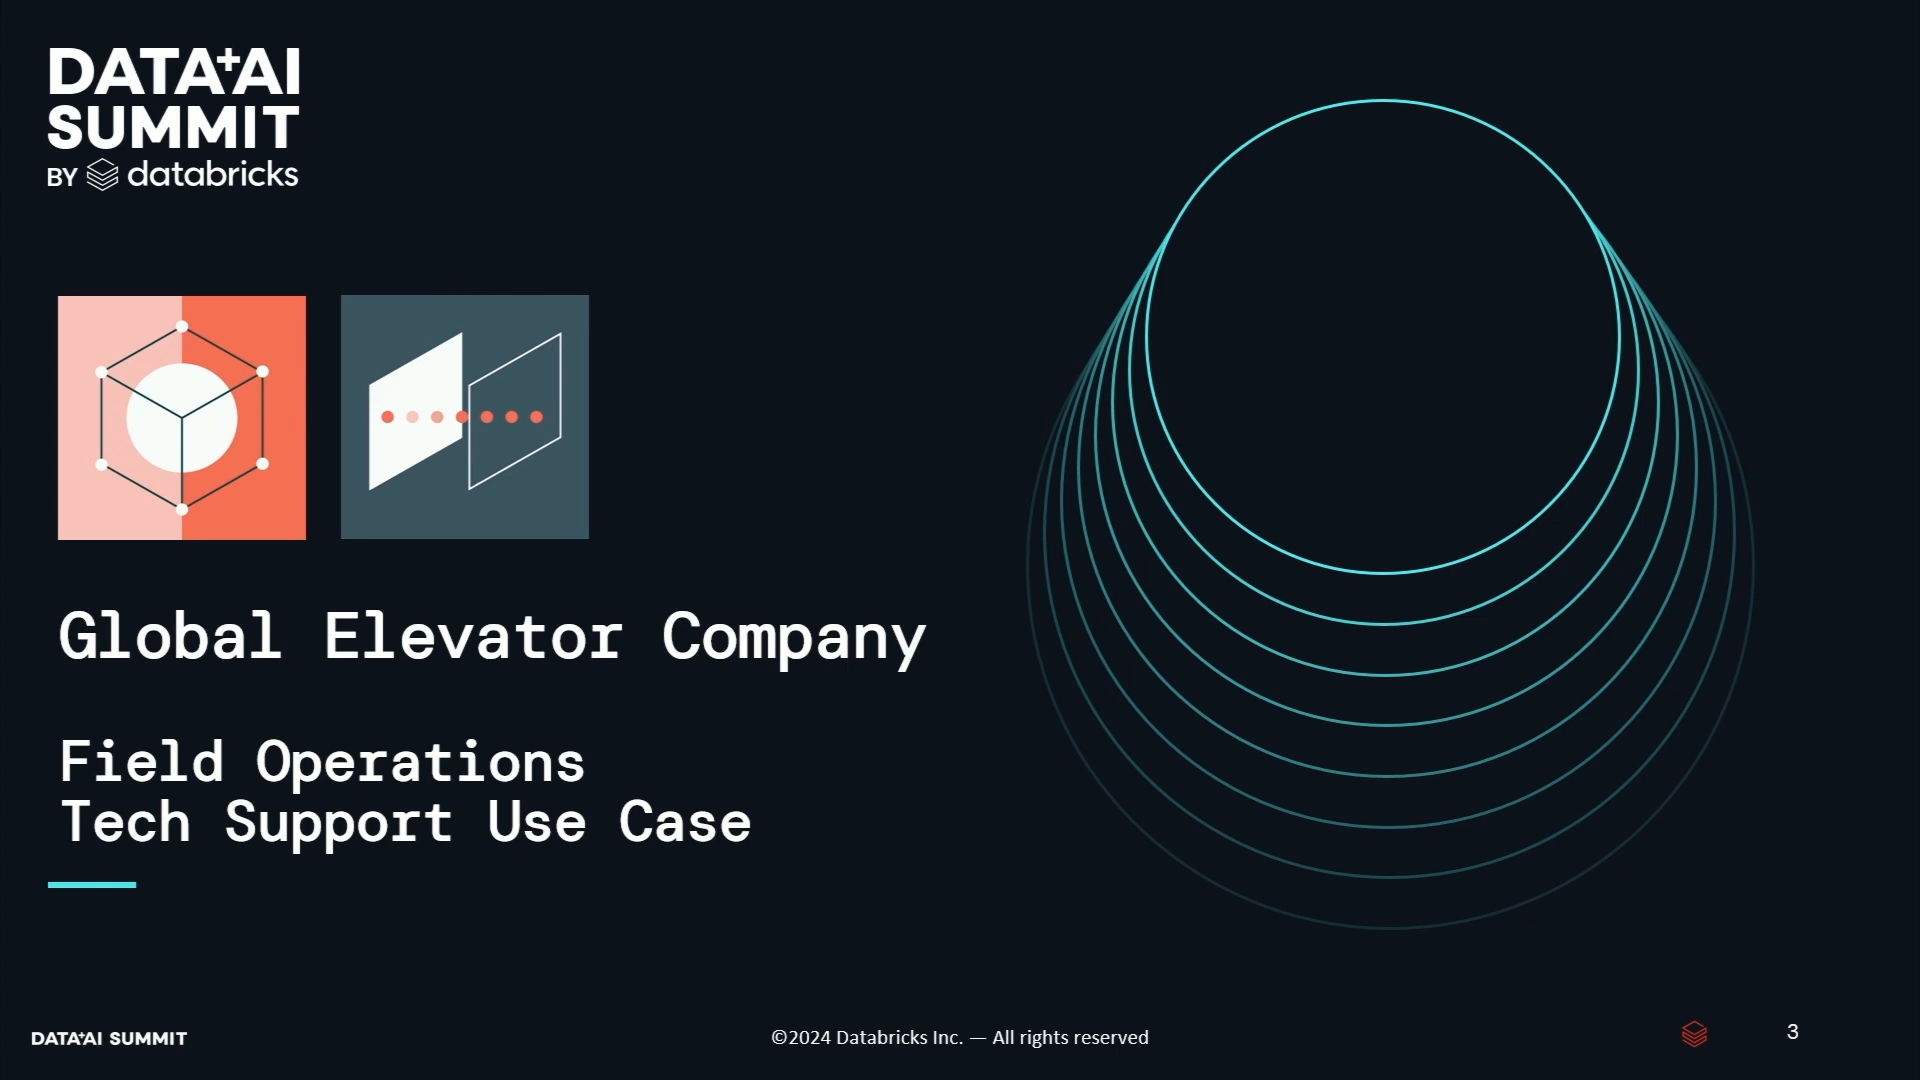 DATA+AI
SUMMIT
BY databricks
Global Elevator Company
Field Operations
Tech Support Use Case
DATA+AI SUMMIT
©2024 Databricks Inc. — All rights reserved
3